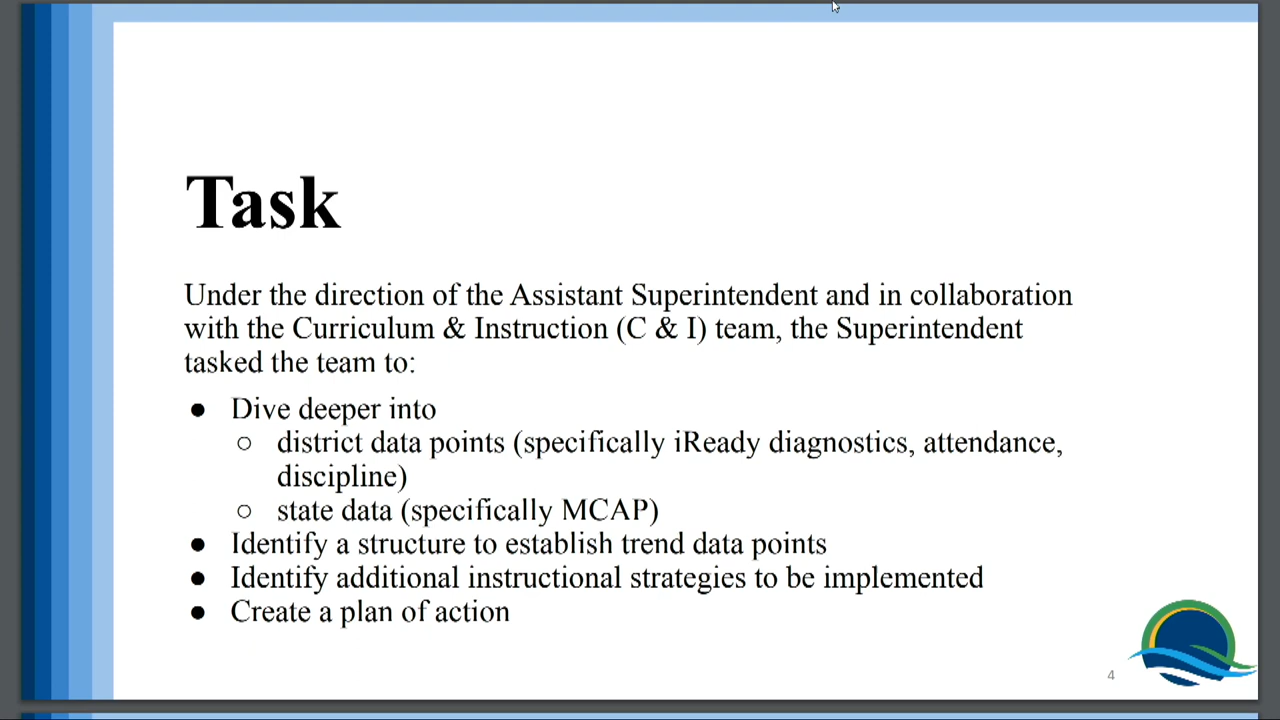 Task
Under the direction of the Assistant Superintendent and in collaboration
with the Curriculum & Instruction (C & I) team, the Superintendent
tasked the team to:
● Dive deeper into
○ district data points (specifically iReady diagnostics, attendance,
discipline)
○ state data (specifically MCAP)
● Identify a structure to establish trend data points
● Identify additional instructional strategies to be implemented
● Create a plan of action
4